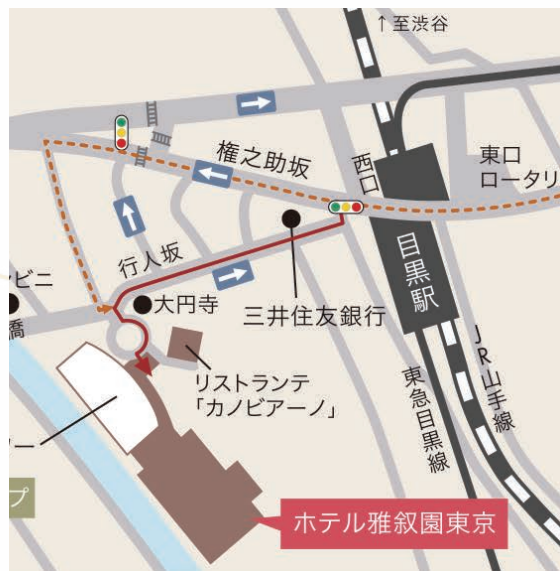 ↑至渋谷
権之助坂
西口
東口
ロータリ
行人坂
目黒駅
ンビニ
大円寺
三井住友銀行
橋
リストランテ
「カノビアーノ」
JR山手線
東急目黒線
ー
プ
ホテル雅叙園東京